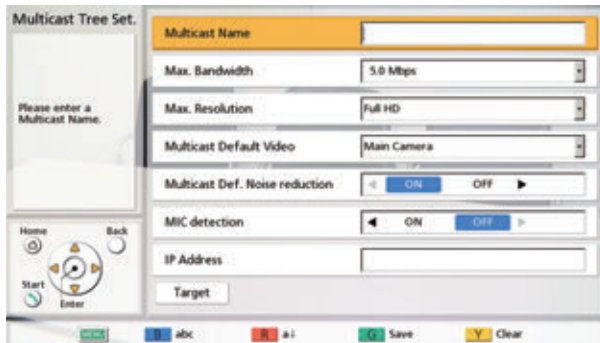 Multicast Tree Set.
Please enter a
Multicast Name.
Multicast Name
Max. Bandwidth
5.0 Mbps
Max. Resolution
Full HD
Multicast Default Video
Main Camera
Multicast Def. Noise reduction
ON OFF
MIC detection
ON OFF
IP Address
Target
Home
Back
Start
Enter
MENU
B abc
R a↓
G Save
Y Clear